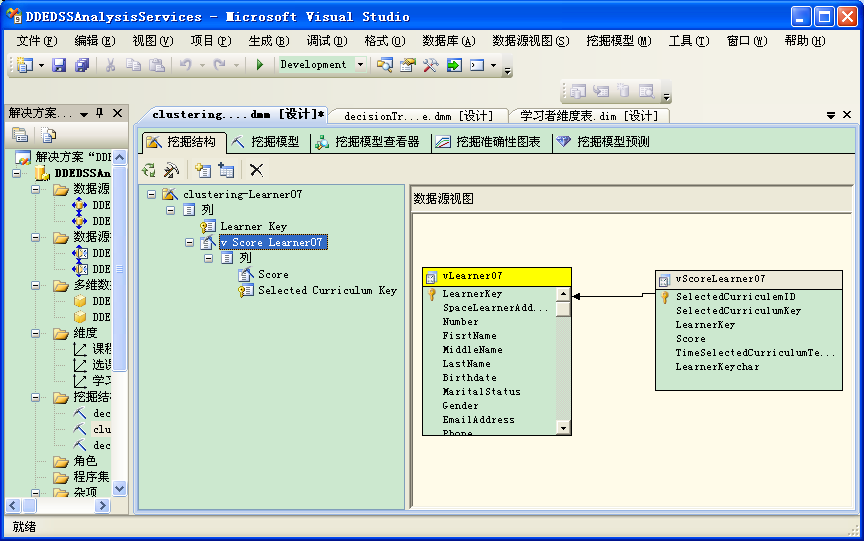 DDEDSSAnalysisServices - Microsoft Visual Studio
文件(F) 编辑(E) 视图(V) 项目(P) 生成(B) 调试(D) 格式(O) 数据库(A) 数据源视图(S) 挖掘模型(M) 工具(T) 窗口(W) 帮助(H)
Development
解决方案... clustering....dmm [设计]* decisionTr...e.dmm [设计] 学习者维度表.dim [设计]
挖掘结构 挖掘模型 挖掘模型查看器 挖掘准确性图表 挖掘模型预测
解决方案“DDE
DDEDSSAn
数据源
DDE
DDE
数据源
DDE
DDE
多维数
DDE
DDE
维度
课程
选课
学习
挖掘结
dec
clu
dec
角色
程序集
杂项
clustering-Learner07
列
Learner Key
v Score Learner07
列
Score
Selected Curriculum Key
数据源视图
vLearner07
LearnerKey
SpaceLearnerAdd...
Number
FisrtName
MiddleName
LastName
Birthdate
MaritalStatus
Gender
EmailAddress
Phone
vScoreLearner07
SelectedCurriculemID
SelectedCurriculumKey
LearnerKey
Score
TimeSelectedCurriculumTe...
LearnerKeychar
就绪